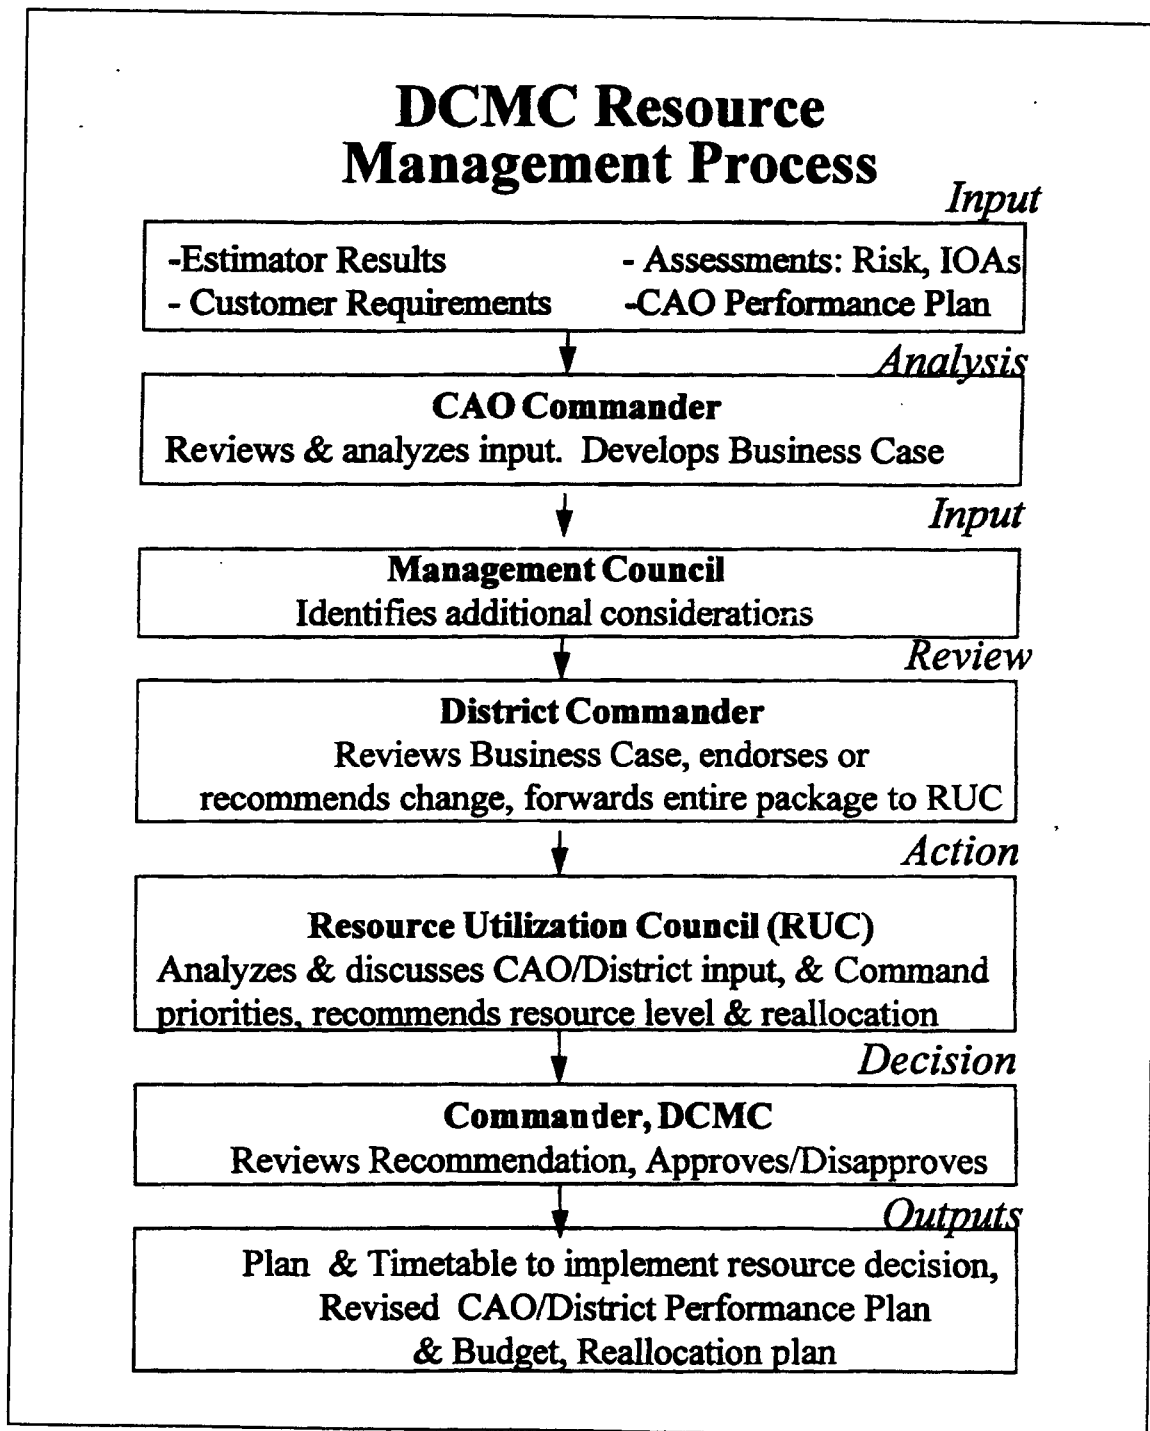 DCMC Resource
Management Process
Input
-Estimator Results
- Assessments: Risk, IOAs
- Customer Requirements
-CAO Performance Plan
Analysis
CAO Commander
Reviews & analyzes input. Develops Business Case
Input
Management Council
Identifies additional considerations
Review
District Commander
Reviews Business Case, endorses or
recommends change, forwards entire package to RUC
Action
Resource Utilization Council (RUC)
Analyzes & discusses CAO/District input, & Command
priorities, recommends resource level & reallocation
Decision
Commander, DCMC
Reviews Recommendation, Approves/Disapproves
Outputs
Plan & Timetable to implement resource decision,
Revised CAO/District Performance Plan
& Budget, Reallocation plan